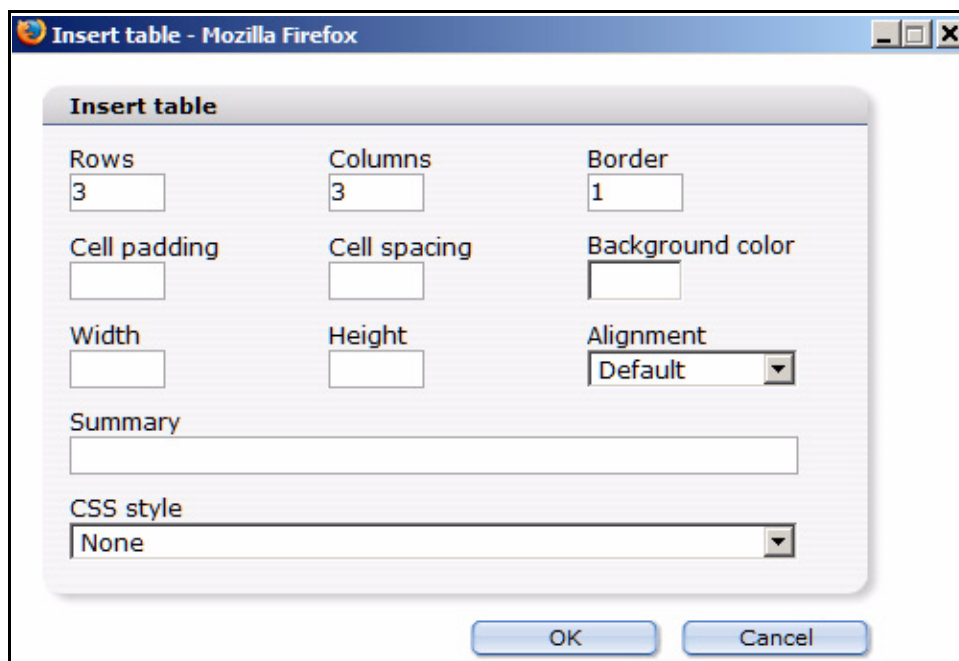 Insert table - Mozilla Firefox
Insert table
Rows Columns Border
3 3 1
Cell padding Cell spacing Background color
Width Height Alignment
Default
Summary
CSS style
None
OK Cancel